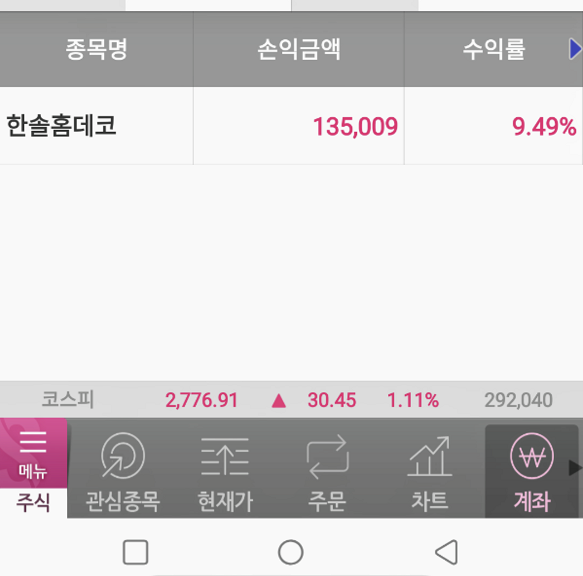 종목명 손익금액 수익률
한솔홈데코 135,009 9.49%
코스피 2,776.91 ▲ 30.45 1.11% 292,040
메뉴
주식 관심종목 현재가 주문 차트 계좌